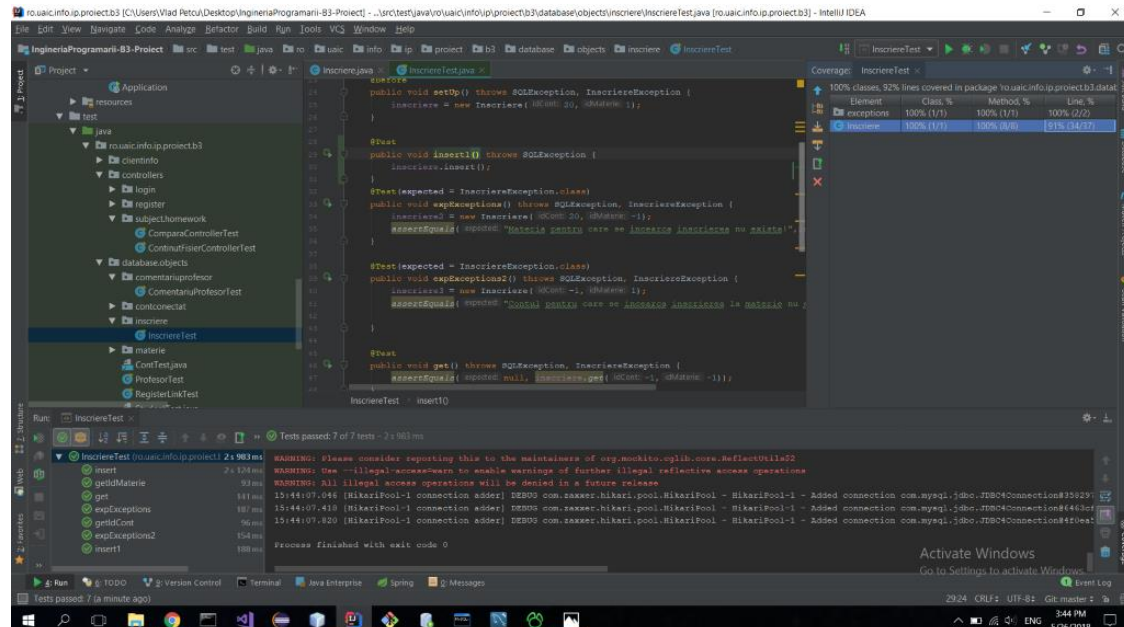 ro.uaic.info.ip.proiect.b3 [C:\Users\Vlad Petcu\Desktop\IngineriaProgramarii-B3-Proiect] - ...\src\test\java\ro\uaic\info\ip\proiect\b3\database\objects\inscriere\InscriereTest.java [ro.uaic.info.ip.proiect.b3] - IntelliJ IDEA
File Edit View Navigate Code Analyze Refactor Build Run Tools VCS Window Help
IngineriaProgramarii-B3-Proiect src test java ro uaic info ip proiect b3 database objects inscriere InscriereTest
InscriereTest
Git:
Project
Inscriere.java InscriereTest.java
Coverage: InscriereTest
Application
resources
test
java
ro.uaic.info.ip.proiect.b3
clientinfo
controllers
login
register
subject.homework
ComparaControllerTest
ContinutFisierControllerTest
database.objects
comentariuprofesor
ComentariuProfesorTest
contconectat
inscriere
InscriereTest
materie
ContTest.java
ProfesorTest
RegisterLinkTest
@Before
public void setUp() throws SQLException, InscriereException {
inscriere = new Inscriere( idCont: 20, idMaterie: 1);
}
@Test
public void insert1() throws SQLException {
inscriere.insert();
}
@Test(expected = InscriereException.class)
public void expExceptions() throws SQLException, InscriereException {
inscriere2 = new Inscriere( idCont: 20, idMaterie: -1);
assertEquals( expected: "Materia pentru care se incearca inscrierea nu exista!",
}
@Test(expected = InscriereException.class)
public void expExceptions2() throws SQLException, InscriereException {
inscriere3 = new Inscriere( idCont: -1, idMaterie: 1);
assertEquals( expected: "Contul pentru care se incearca inscrierea la materie nu
}
@Test
public void get() throws SQLException, InscriereException {
assertEquals( expected: null, inscriere.get( idCont: -1, idMaterie: -1));
InscriereTest insert1()
100% classes, 92% lines covered in package 'ro.uaic.info.ip.proiect.b3.datab
Element Class, % Method, % Line, %
exceptions 100% (1/1) 100% (1/1) 100% (2/2)
Inscriere 100% (1/1) 100% (8/8) 91% (34/37)
Run: InscriereTest
Tests passed: 7 of 7 tests – 2 s 983 ms
InscriereTest (ro.uaic.info.ip.proiect.b 2 s 983 ms
insert 2 s 124 ms
getIdMaterie 93 ms
get 141 ms
expExceptions 187 ms
getIdCont 96 ms
expExceptions2 154 ms
insert1 188 ms
WARNING: Please consider reporting this to the maintainers of org.mockito.cglib.core.ReflectUtils$2
WARNING: Use --illegal-access=warn to enable warnings of further illegal reflective access operations
WARNING: All illegal access operations will be denied in a future release
15:44:07.046 [HikariPool-1 connection adder] DEBUG com.zaxxer.hikari.pool.HikariPool - HikariPool-1 - Added connection com.mysql.jdbc.JDBC4Connection@
15:44:07.410 [HikariPool-1 connection adder] DEBUG com.zaxxer.hikari.pool.HikariPool - HikariPool-1 - Added connection com.mysql.jdbc.JDBC4Connection@
15:44:07.820 [HikariPool-1 connection adder] DEBUG com.zaxxer.hikari.pool.HikariPool - HikariPool-1 - Added connection com.mysql.jdbc.JDBC4Connection@
Process finished with exit code 0
Activate Windows
Go to Settings to activate Windows.
1: Project
7: Structure
Web
2: Favorites
4: Run 6: TODO 9: Version Control Terminal Java Enterprise Spring 0: Messages Event Log
Tests passed: 7 (a minute ago) 29:24 CRLF UTF-8 Git: master
ENG 3:44 PM
5/26/2018